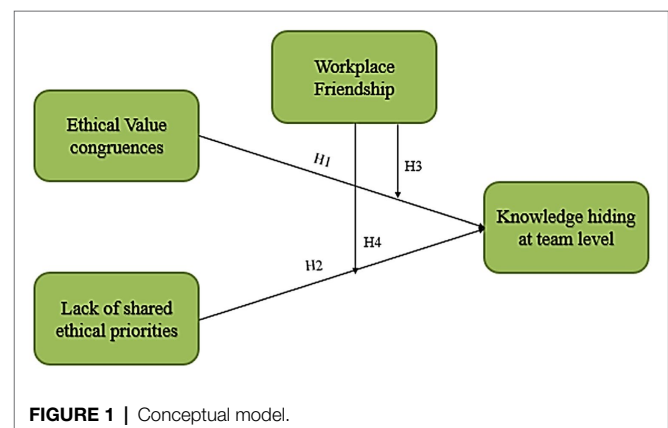 Workplace
Friendship
Ethical Value
congruences
H1
H3
Knowledge hiding
at team level
H4
H2
Lack of shared
ethical priorities
FIGURE 1 | Conceptual model.